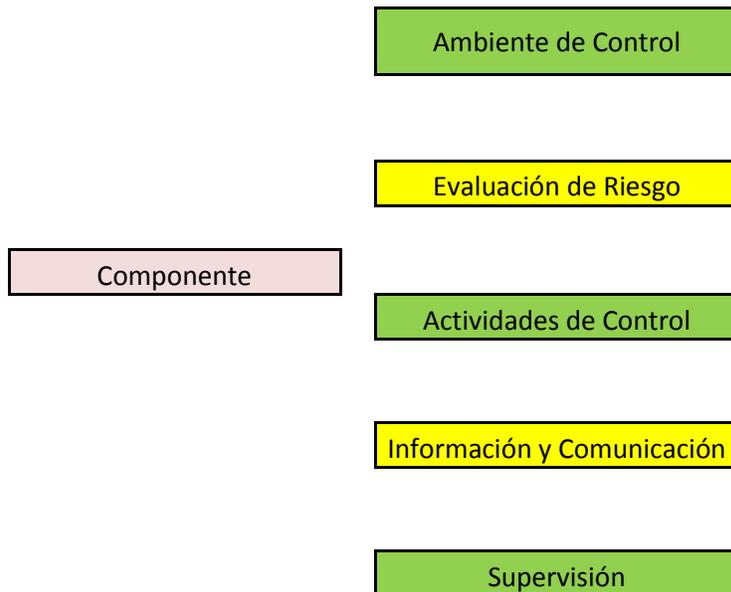 Ambiente de Control
Evaluación de Riesgo
Componente
Actividades de Control
Información y Comunicación
Supervisión